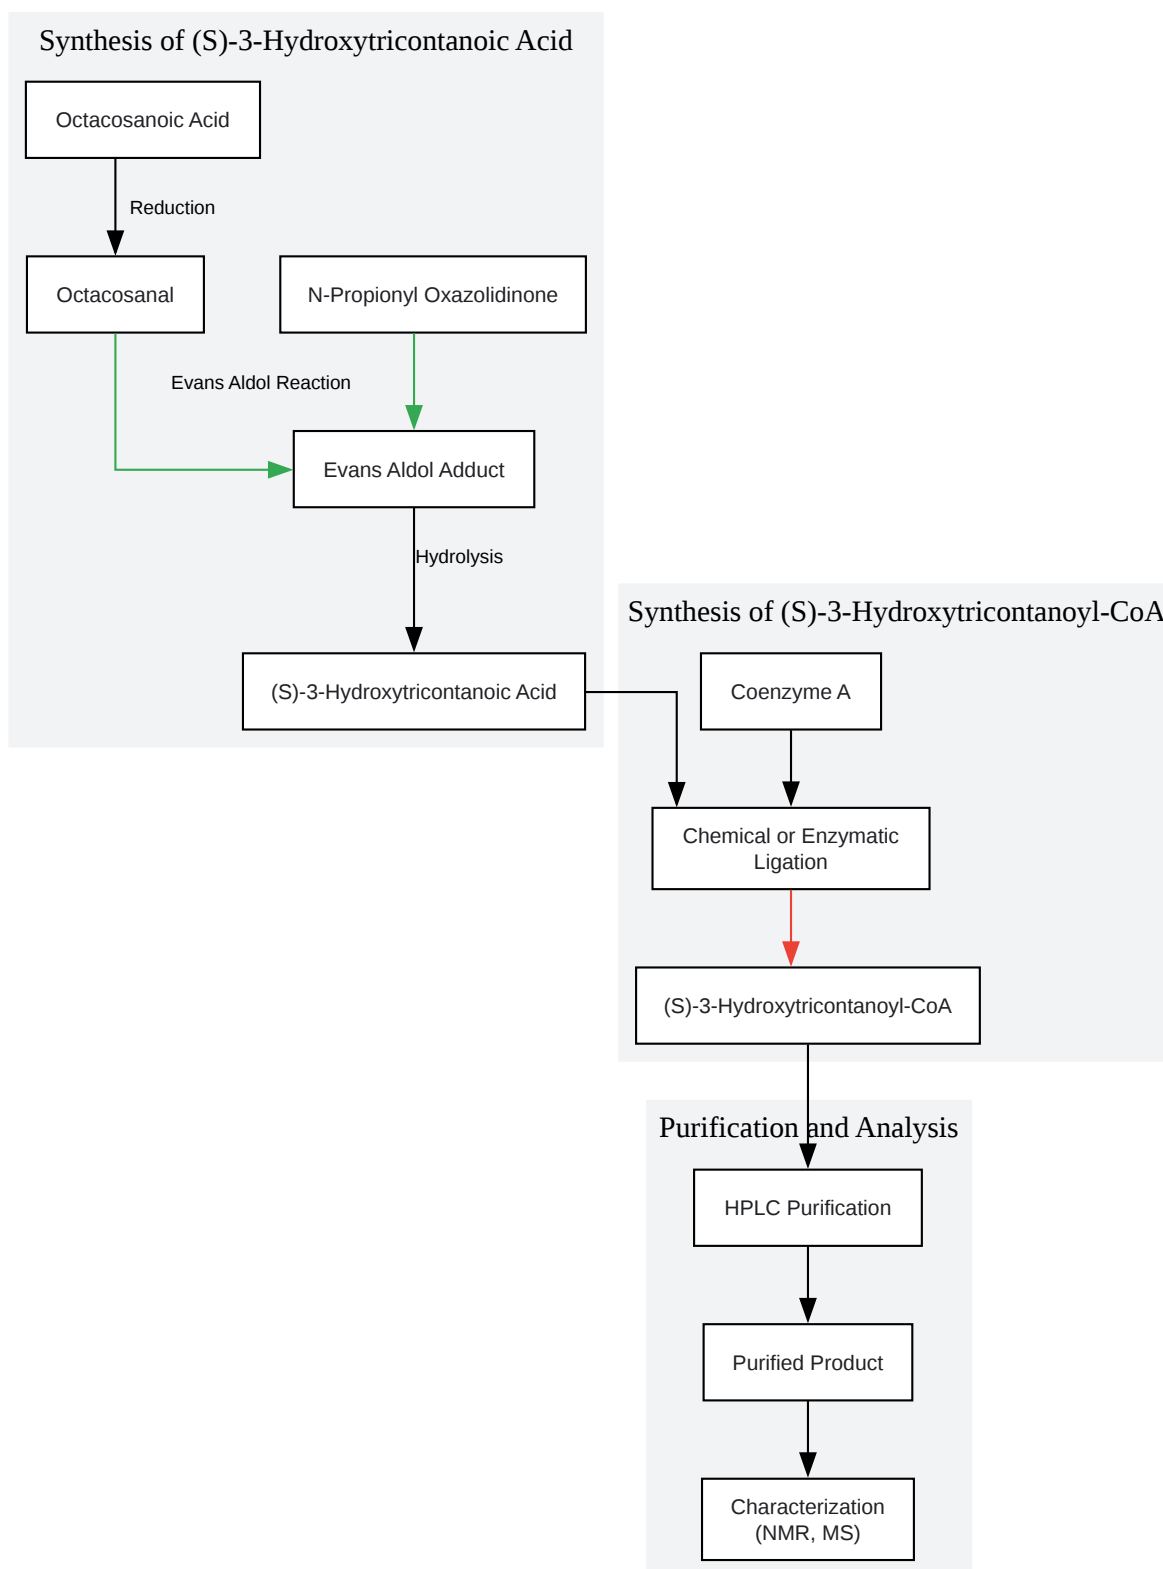 Synthesis of (S)-3-Hydroxytricontanoic Acid
Octacosanoic Acid
Reduction
Octacosanal
N-Propionyl Oxazolidinone
Evans Aldol Reaction
Evans Aldol Adduct
Hydrolysis
(S)-3-Hydroxytricontanoic Acid
Synthesis of (S)-3-Hydroxytricontanoyl-CoA
Coenzyme A
Chemical or Enzymatic
Ligation
(S)-3-Hydroxytricontanoyl-CoA
Purification and Analysis
HPLC Purification
Purified Product
Characterization
(NMR, MS)